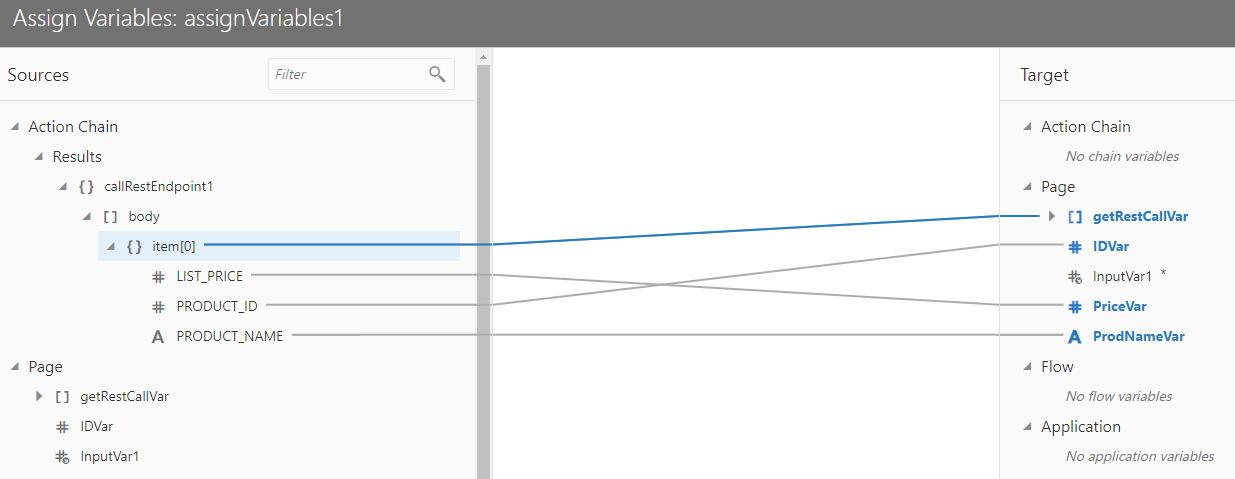 Assign Variables: assignVariables1
Sources
Filter
Action Chain
Results
{ } callRestEndpoint1
[ ] body
{ } item[0]
# LIST_PRICE
# PRODUCT_ID
A PRODUCT_NAME
Page
[ ] getRestCallVar
# IDVar
# InputVar1
Target
Action Chain
No chain variables
Page
[ ] getRestCallVar
# IDVar
# InputVar1 *
# PriceVar
A ProdNameVar
Flow
No flow variables
Application
No application variables